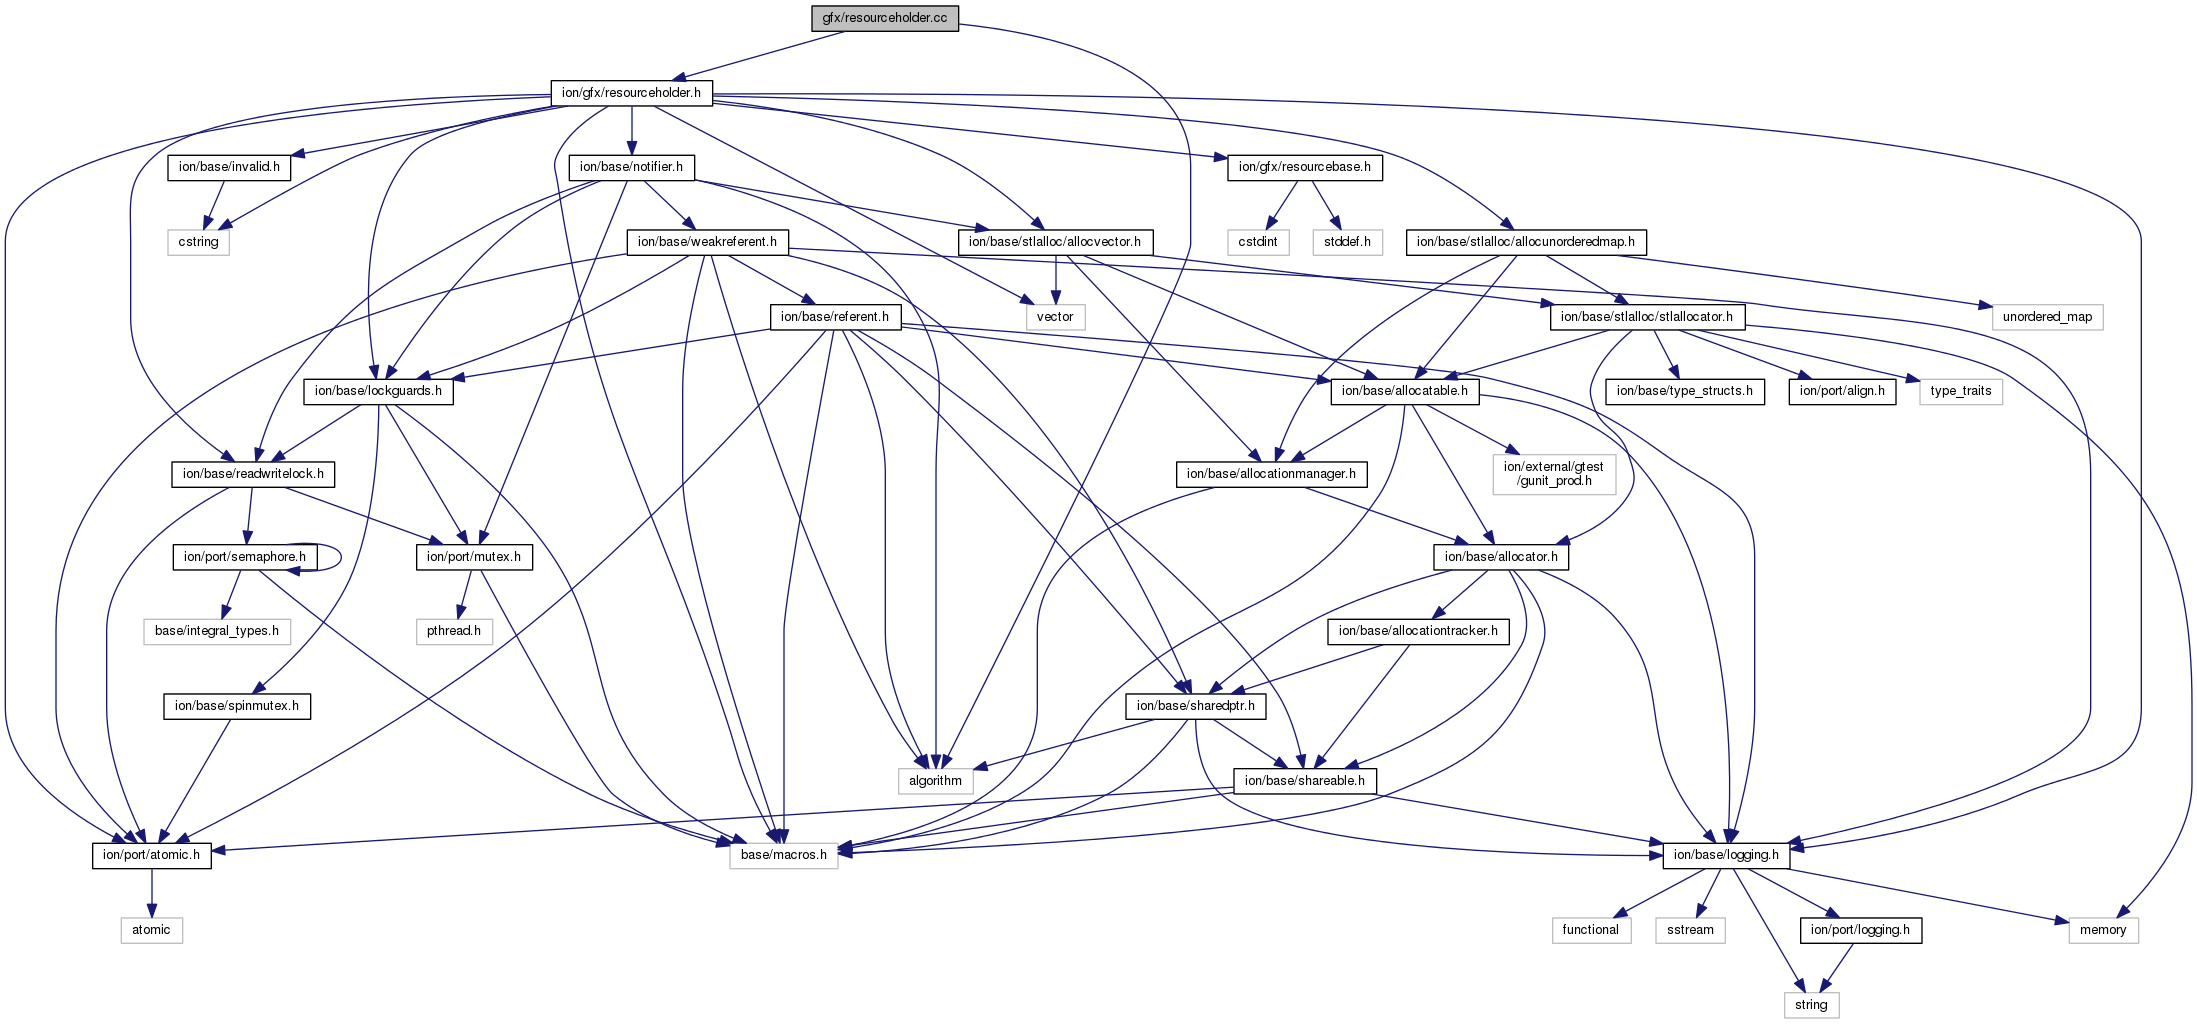 gfx/resourceholder.cc
ion/gfx/resourceholder.h
ion/base/invalid.h
ion/base/notifier.h
ion/gfx/resourcebase.h
cstring
ion/base/weakreferent.h
ion/base/stlalloc/allocvector.h
cstdint
stddef.h
ion/base/stlalloc/allocunorderedmap.h
ion/base/referent.h
vector
ion/base/stlalloc/stlallocator.h
unordered_map
ion/base/lockguards.h
ion/base/allocatable.h
ion/base/type_structs.h
ion/port/align.h
type_traits
ion/base/readwritelock.h
ion/base/allocationmanager.h
ion/external/gtest
/gunit_prod.h
ion/port/semaphore.h
ion/port/mutex.h
ion/base/allocator.h
base/integral_types.h
pthread.h
ion/base/allocationtracker.h
ion/base/spinmutex.h
ion/base/sharedptr.h
algorithm
ion/base/shareable.h
ion/port/atomic.h
base/macros.h
ion/base/logging.h
atomic
functional
sstream
ion/port/logging.h
memory
string